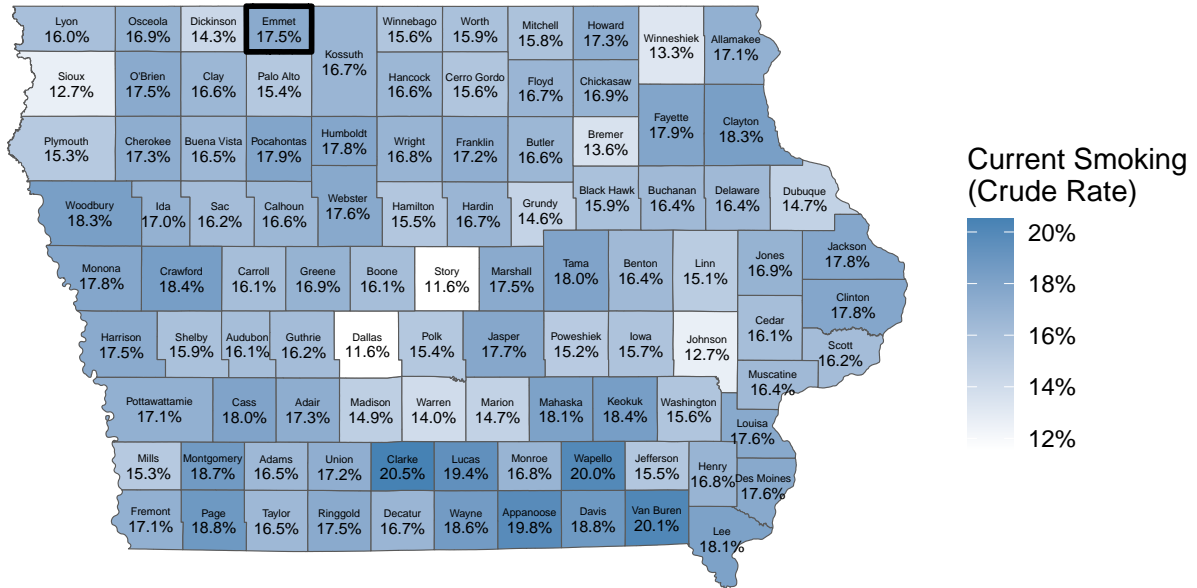 Lyon
16.0%
Osceola
16.9%
Dickinson
14.3%
Emmet
17.5%
Kossuth
16.7%
Winnebago
15.6%
Worth
15.9%
Mitchell
15.8%
Howard
17.3%
Winneshiek
13.3%
Allamakee
17.1%
Sioux
12.7%
O'Brien
17.5%
Clay
16.6%
Palo Alto
15.4%
Hancock
16.6%
Cerro Gordo
15.6%
Floyd
16.7%
Chickasaw
16.9%
Fayette
17.9%
Clayton
18.3%
Plymouth
15.3%
Cherokee
17.3%
Buena Vista
16.5%
Pocahontas
17.9%
Humboldt
17.8%
Wright
16.8%
Franklin
17.2%
Butler
16.6%
Bremer
13.6%
Woodbury
18.3%
Ida
17.0%
Sac
16.2%
Calhoun
16.6%
Webster
17.6%
Hamilton
15.5%
Hardin
16.7%
Grundy
14.6%
Black Hawk
15.9%
Buchanan
16.4%
Delaware
16.4%
Dubuque
14.7%
Monona
17.8%
Crawford
18.4%
Carroll
16.1%
Greene
16.9%
Boone
16.1%
Story
11.6%
Marshall
17.5%
Tama
18.0%
Benton
16.4%
Linn
15.1%
Jones
16.9%
Jackson
17.8%
Clinton
17.8%
Harrison
17.5%
Shelby
15.9%
Audubon
16.1%
Guthrie
16.2%
Dallas
11.6%
Polk
15.4%
Jasper
17.7%
Poweshiek
15.2%
Iowa
15.7%
Johnson
12.7%
Cedar
16.1%
Scott
16.2%
Muscatine
16.4%
Pottawattamie
17.1%
Cass
18.0%
Adair
17.3%
Madison
14.9%
Warren
14.0%
Marion
14.7%
Mahaska
18.1%
Keokuk
18.4%
Washington
15.6%
Louisa
17.6%
Mills
15.3%
Montgomery
18.7%
Adams
16.5%
Union
17.2%
Clarke
20.5%
Lucas
19.4%
Monroe
16.8%
Wapello
20.0%
Jefferson
15.5%
Henry
16.8%
Des Moines
17.6%
Fremont
17.1%
Page
18.8%
Taylor
16.5%
Ringgold
17.5%
Decatur
16.7%
Wayne
18.6%
Appanoose
19.8%
Davis
18.8%
Van Buren
20.1%
Lee
18.1%
Current Smoking
(Crude Rate)
20%
18%
16%
14%
12%